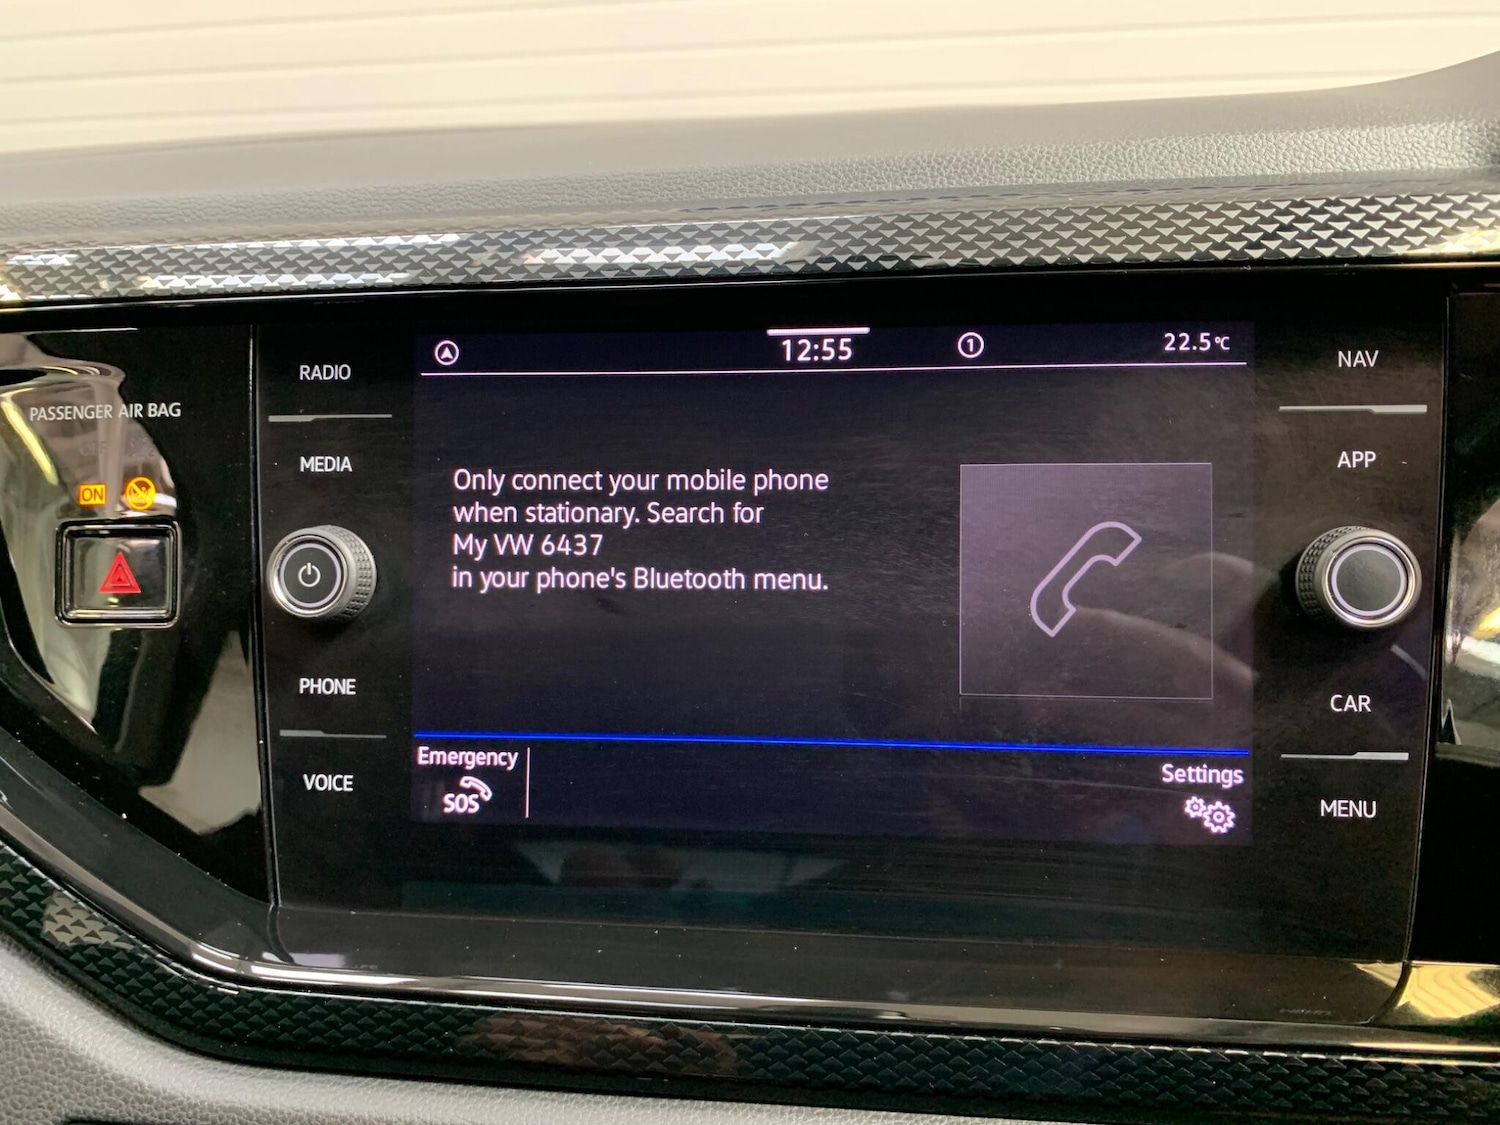 12:55
1
22.5°C
RADIO
NAV
PASSENGER AIR BAG
MEDIA
APP
ON
Only connect your mobile phone
when stationary. Search for
My VW 6437
in your phone's Bluetooth menu.
PHONE
CAR
VOICE
MENU
Emergency
SOS
Settings